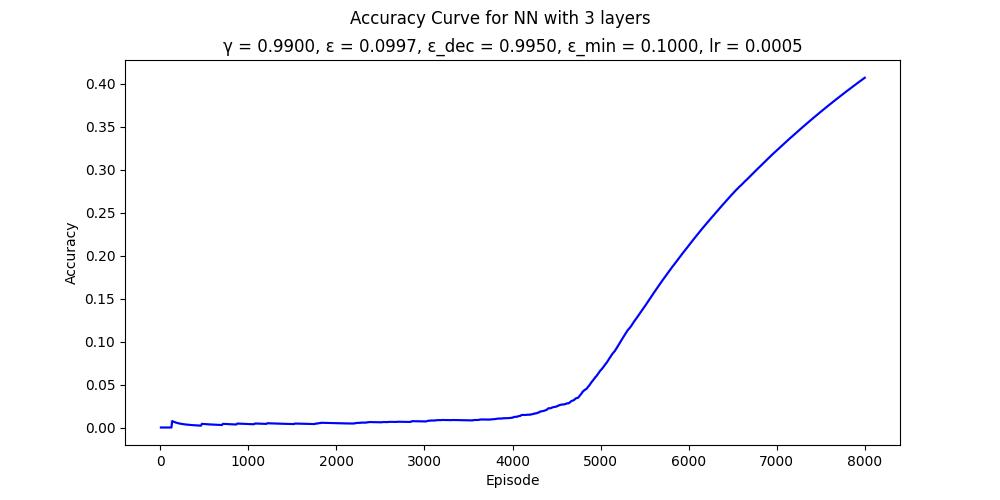 Accuracy Curve for NN with 3 layers
γ = 0.9900, ε = 0.0997, ε_dec = 0.9950, ε_min = 0.1000, lr = 0.0005
0.40
0.35
0.30
0.25
0.20
0.15
0.10
0.05
0.00
Accuracy
0 1000 2000 3000 4000 5000 6000 7000 8000
Episode